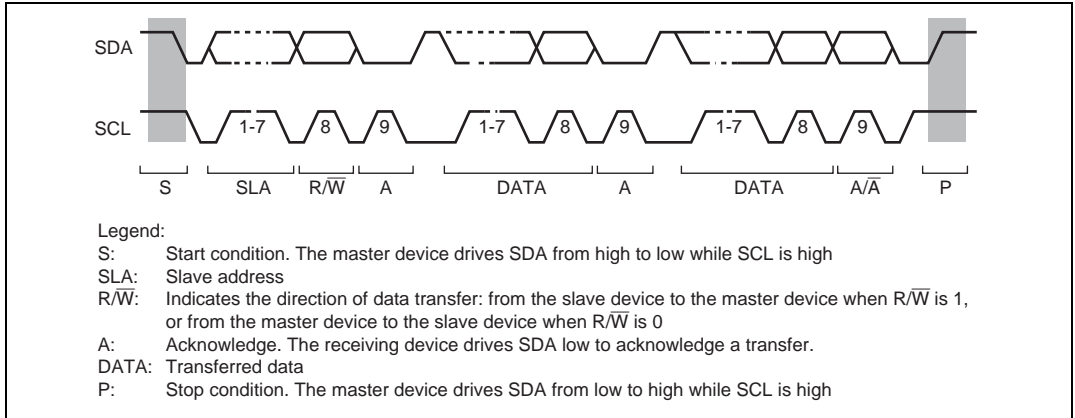 SDA
SCL 1-7 8 9 1-7 8 9 1-7 8 9
S SLA R/W̅ A DATA A DATA A/A̅ P
Legend:
S: Start condition. The master device drives SDA from high to low while SCL is high
SLA: Slave address
R/W̅: Indicates the direction of data transfer: from the slave device to the master device when R/W̅ is 1,
or from the master device to the slave device when R/W̅ is 0
A: Acknowledge. The receiving device drives SDA low to acknowledge a transfer.
DATA: Transferred data
P: Stop condition. The master device drives SDA from low to high while SCL is high